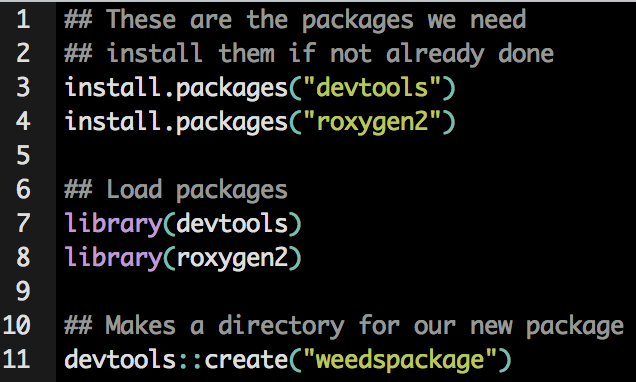 1 ## These are the packages we need
2 ## install them if not already done
3 install.packages("devtools")
4 install.packages("roxygen2")
5
6 ## Load packages
7 library(devtools)
8 library(roxygen2)
9
10 ## Makes a directory for our new package
11 devtools::create("weedspackage")